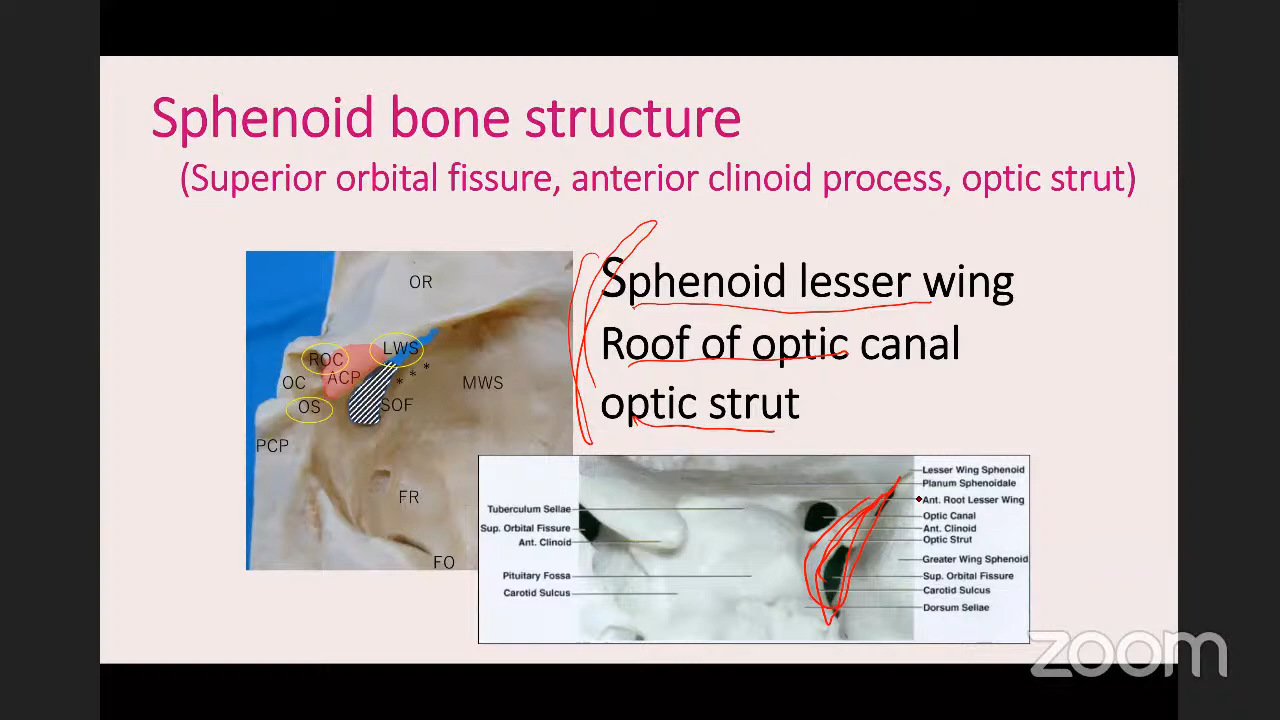 Sphenoid bone structure
(Superior orbital fissure, anterior clinoid process, optic strut)
Sphenoid lesser wing
Roof of optic canal
optic strut
OR
ROC
LWS
OC
ACP
* * *
MWS
OS
SOF
PCP
FR
FO
Tuberculum Sellae
Sup. Orbital Fissure
Ant. Clinoid
Pituitary Fossa
Carotid Sulcus
Lesser Wing Sphenoid
Planum Sphenoidale
Ant. Root Lesser Wing
Optic Canal
Ant. Clinoid
Optic Strut
Greater Wing Sphenoid
Sup. Orbital Fissure
Carotid Sulcus
Dorsum Sellae
zoom